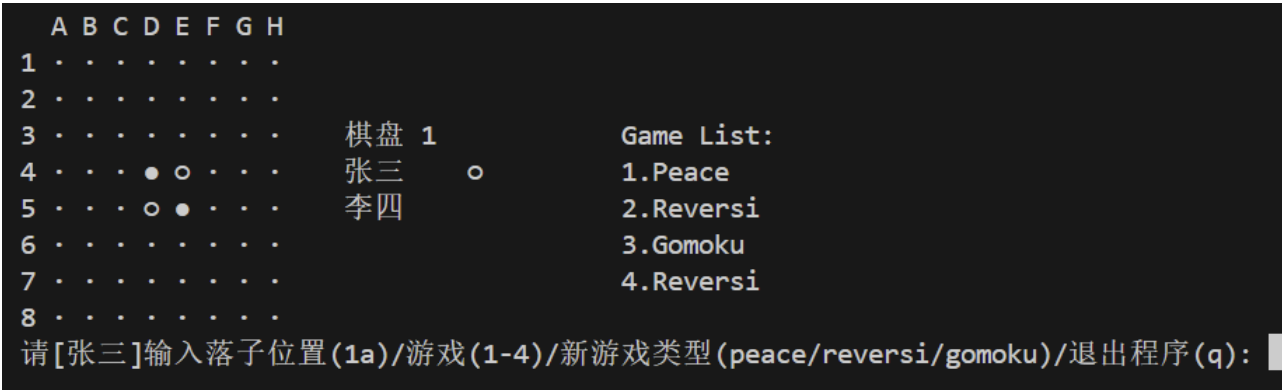 A B C D E F G H
1 · · · · · · · ·
2 · · · · · · · ·
3 · · · · · · · · 棋盘 1 Game List:
4 · · · ● ○ · · · 张三 ○ 1.Peace
5 · · · ○ ● · · · 李四 2.Reversi
6 · · · · · · · · 3.Gomoku
7 · · · · · · · · 4.Reversi
8 · · · · · · · ·
请[张三]输入落子位置(1a)/游戏(1-4)/新游戏类型(peace/reversi/gomoku)/退出程序(q):